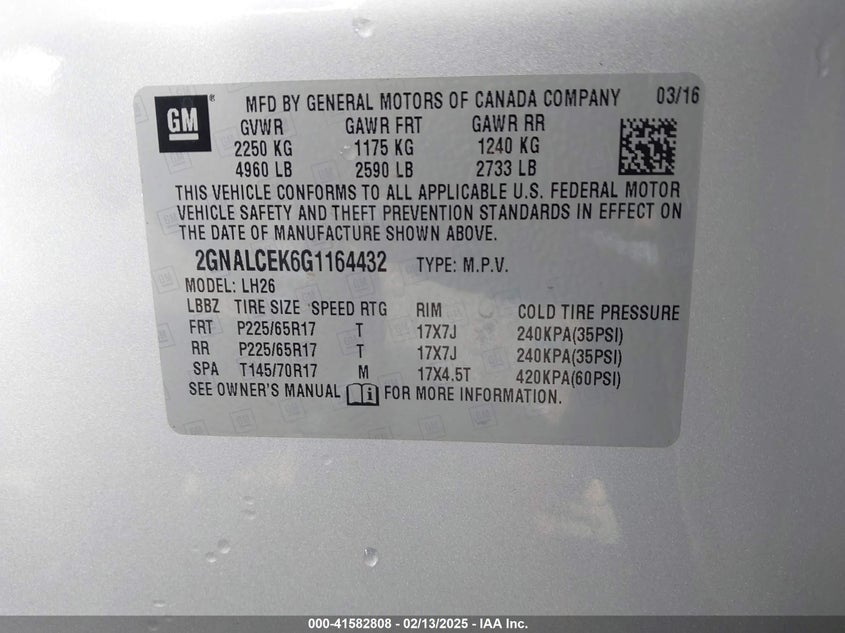 GM ® MFD BY GENERAL MOTORS OF CANADA COMPANY 03/16
GVWR GAWR FRT GAWR RR
2250 KG 1175 KG 1240 KG
4960 LB 2590 LB 2733 LB
THIS VEHICLE CONFORMS TO ALL APPLICABLE U.S. FEDERAL MOTOR
VEHICLE SAFETY AND THEFT PREVENTION STANDARDS IN EFFECT ON
THE DATE OF MANUFACTURE SHOWN ABOVE.
2GNALCEK6G1164432 TYPE: M.P.V.
MODEL: LH26
LBBZ TIRE SIZE SPEED RTG RIM COLD TIRE PRESSURE
FRT P225/65R17 T 17X7J 240KPA(35PSI)
RR P225/65R17 T 17X7J 240KPA(35PSI)
SPA T145/70R17 M 17X4.5T 420KPA(60PSI)
SEE OWNER'S MANUAL FOR MORE INFORMATION.
000-41582808 - 02/13/2025 - IAA Inc.